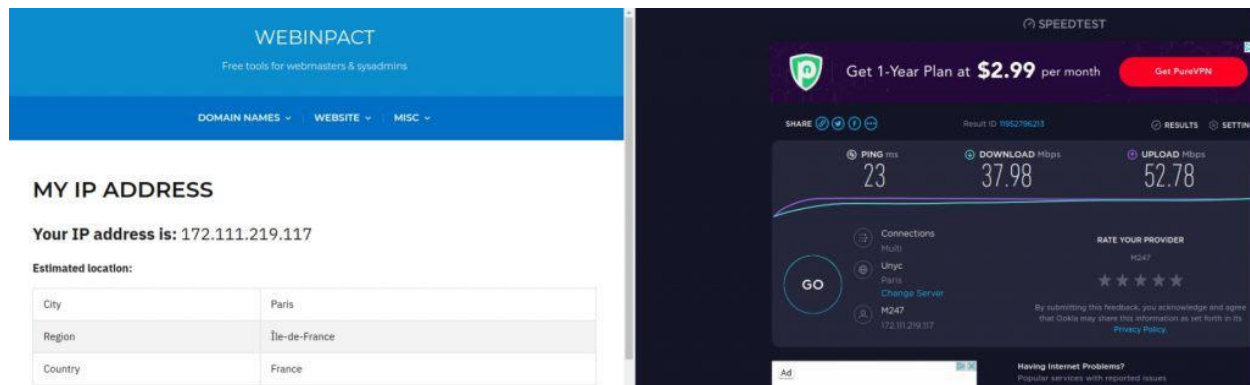 WEBINPACT
Free tools for webmasters & sysadmins
DOMAIN NAMES WEBSITE MISC
MY IP ADDRESS
Your IP address is: 172.111.219.117
Estimated location:
City Paris
Region Île-de-France
Country France
SPEEDTEST
Get 1-Year Plan at $2.99 per month Get PureVPN
SHARE Result ID 11952796213 RESULTS SETTIN
PING ms DOWNLOAD Mbps UPLOAD Mbps
23 37.98 52.78
Connections
Multi
Unyc
Paris
Change Server
M247
172.111.219.117
GO
RATE YOUR PROVIDER
M247
By submitting this feedback, you acknowledge and agree
that Ookla may share this information as set forth in its
Privacy Policy.
Ad
Having Internet Problems?
Popular services with reported issues